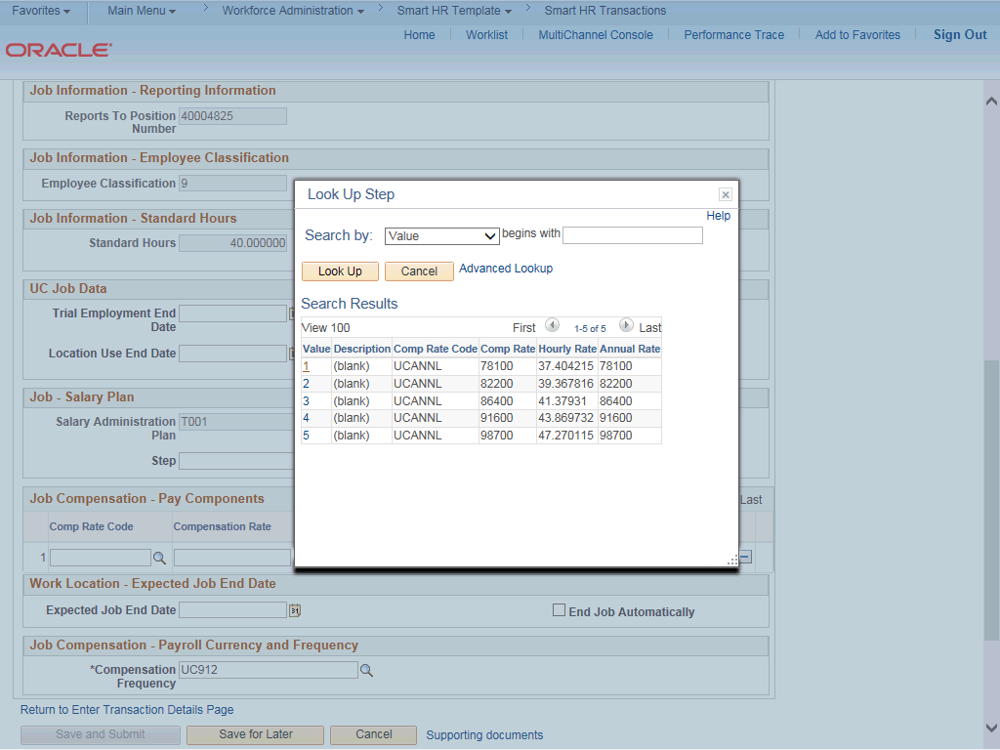 Favorites Main Menu > Workforce Administration > Smart HR Template > Smart HR Transactions
Home Worklist MultiChannel Console Performance Trace Add to Favorites Sign Out
ORACLE
Job Information - Reporting Information
Reports To Position Number 40004825
Job Information - Employee Classification
Employee Classification 9
Job Information - Standard Hours
Standard Hours 40.000000
UC Job Data
Trial Employment End Date
Location Use End Date
Job - Salary Plan
Salary Administration Plan T001
Step
Job Compensation - Pay Components Last
Comp Rate Code Compensation Rate
1
Work Location - Expected Job End Date
Expected Job End Date 31 End Job Automatically
Job Compensation - Payroll Currency and Frequency
*Compensation Frequency UC912
Return to Enter Transaction Details Page
Save and Submit Save for Later Cancel Supporting documents
Look Up Step
Help
Search by: Value begins with
Look Up Cancel Advanced Lookup
Search Results
View 100 First 1-5 of 5 Last
Value Description Comp Rate Code Comp Rate Hourly Rate Annual Rate
1 (blank) UCANNL 78100 37.404215 78100
2 (blank) UCANNL 82200 39.367816 82200
3 (blank) UCANNL 86400 41.37931 86400
4 (blank) UCANNL 91600 43.869732 91600
5 (blank) UCANNL 98700 47.270115 98700